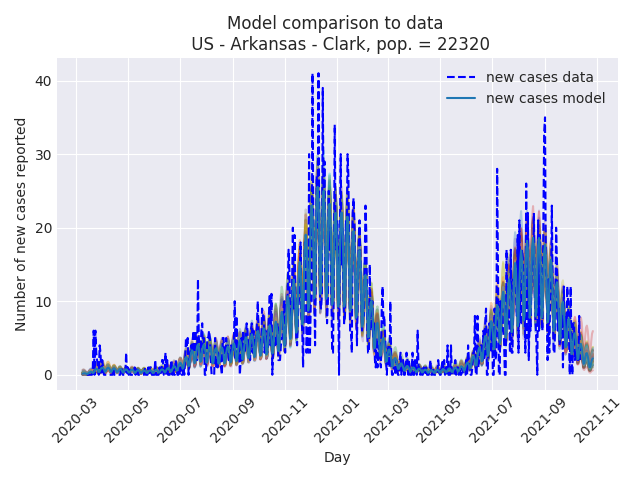 Model comparison to data
US - Arkansas - Clark, pop. = 22320
new cases data
new cases model
Number of new cases reported
40
30
20
10
0
2020-03
2020-05
2020-07
2020-09
2020-11
2021-01
2021-03
2021-05
2021-07
2021-09
2021-11
Day